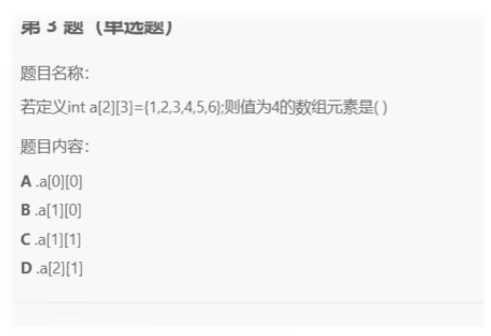 第 3 题（单选题）
题目名称：
若定义int a[2][3]={1,2,3,4,5,6};则值为4的数组元素是( )
题目内容：
A .a[0][0]
B .a[1][0]
C .a[1][1]
D .a[2][1]